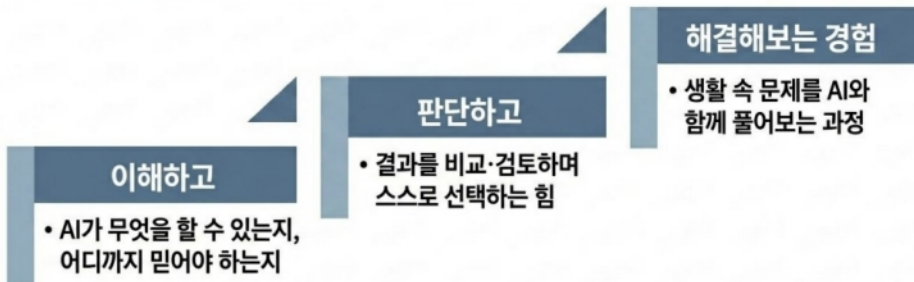 이해하고
• AI가 무엇을 할 수 있는지,
어디까지 믿어야 하는지
판단하고
• 결과를 비교·검토하며
스스로 선택하는 힘
해결해보는 경험
• 생활 속 문제를 AI와
함께 풀어보는 과정